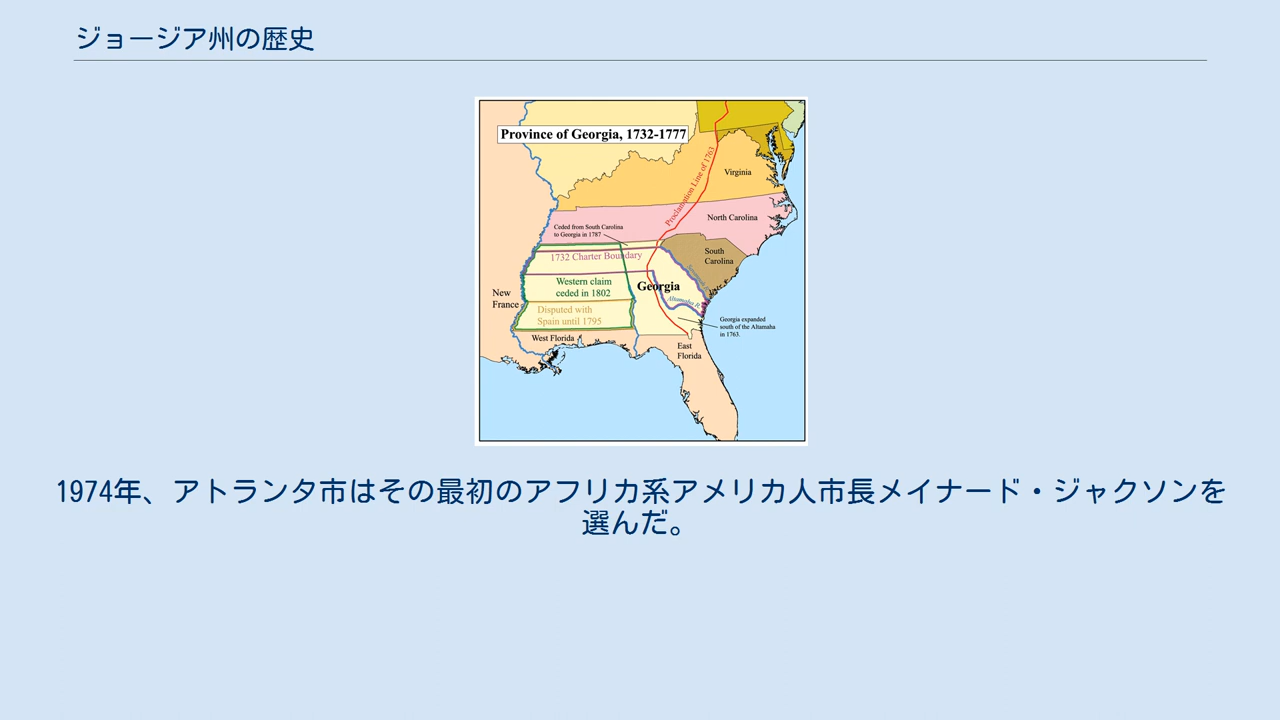 ジョージア州の歴史
Province of Georgia, 1732-1777
Proclamation Line of 1763
Virginia
North Carolina
Ceded from South Carolina
to Georgia in 1787
South
Carolina
1732 Charter Boundary
Western claim
ceded in 1802
Georgia
New
France
Altamaha R.
Disputed with
Spain until 1795
Georgia expanded
south of the Altamaha
in 1763.
West Florida
East
Florida
1974年、アトランタ市はその最初のアフリカ系アメリカ人市長メイナード・ジャクソンを
選んだ。